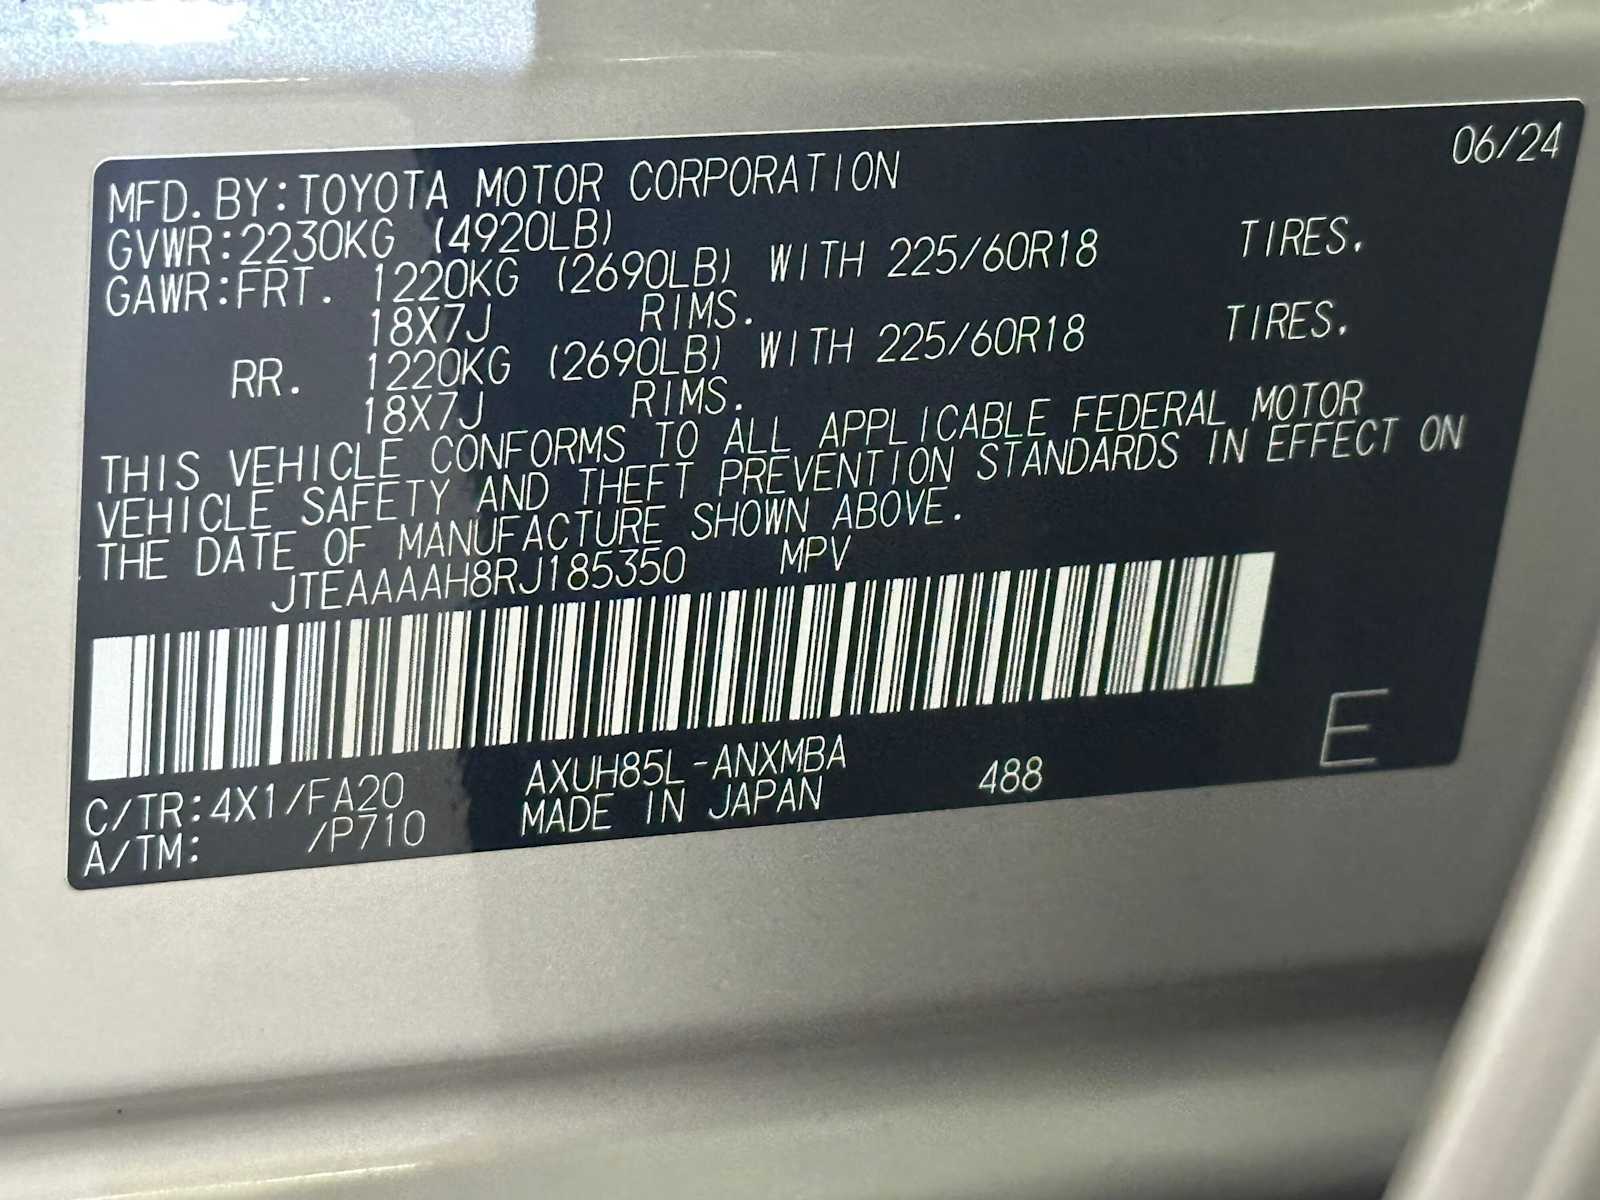 06/24
MFD. BY: TOYOTA MOTOR CORPORATION
GVWR: 2230KG (4920LB)
GAWR: FRT. 1220KG (2690LB) WITH 225/60R18 TIRES.
18X7J RIMS.
RR. 1220KG (2690LB) WITH 225/60R18 TIRES.
18X7J RIMS.
THIS VEHICLE CONFORMS TO ALL APPLICABLE FEDERAL MOTOR
VEHICLE SAFETY AND THEFT PREVENTION STANDARDS IN EFFECT ON
THE DATE OF MANUFACTURE SHOWN ABOVE.
JTEAAAAH8RJ185350 MPV
C/TR: 4X1/FA20 AXUH85L-ANXMBA 488 E
A/TM: /P710 MADE IN JAPAN